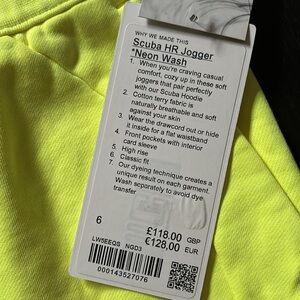 WHY WE MADE THIS
Scuba HR Jogger
*Neon Wash
1. When you're craving casual
comfort, cozy up in these soft
joggers that pair perfectly
with our Scuba Hoodie
2. Cotton terry fabric is
naturally breathable and soft
against your skin
3. Wear the drawcord out or hide
it inside for a flat waistband
4. Front pockets with interior
card sleeve
5. High rise
6. Classic fit
7. Our dyeing technique creates a
unique result on each garment.
Wash separately to avoid dye
transfer
6
£118.00 GBP
€128,00 EUR
LW5EEQS NGD3
000143527076